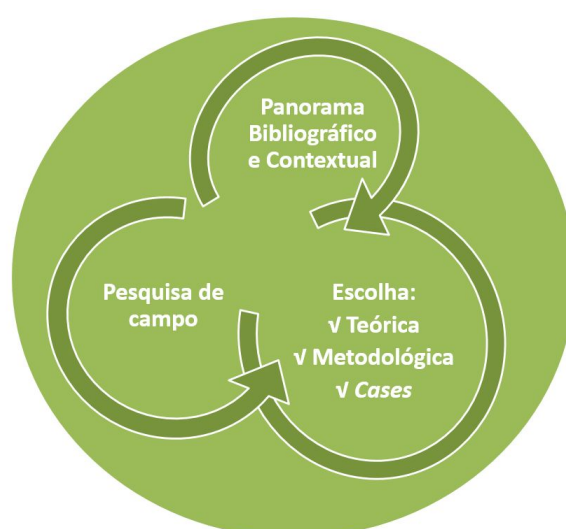 Panorama
Bibliográfico
e Contextual
Pesquisa de
campo
Escolha:
√ Teórica
√ Metodológica
√ Cases